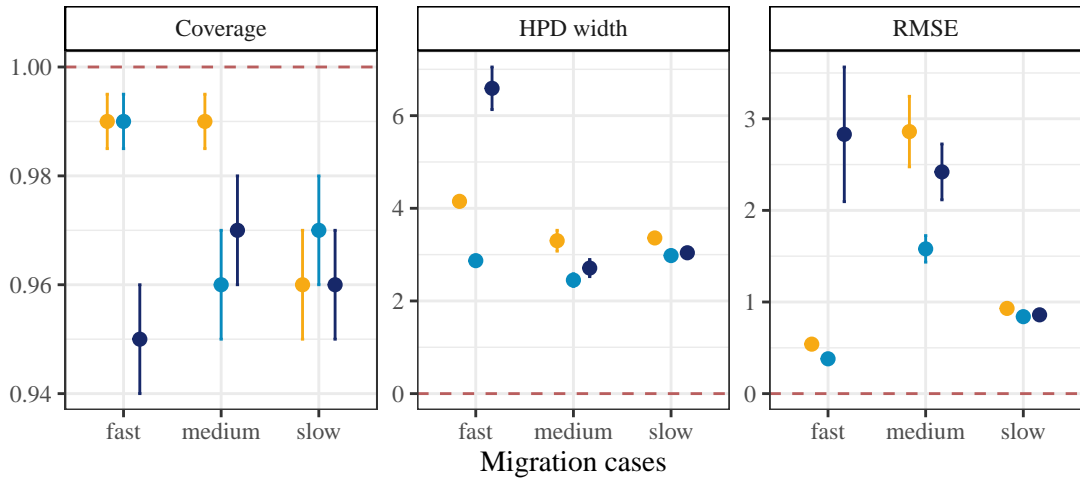 Coverage
HPD width
RMSE
1.00
0.98
0.96
0.94
fast
medium
slow
6
4
2
0
fast
medium
slow
3
2
1
0
fast
medium
slow
Migration cases